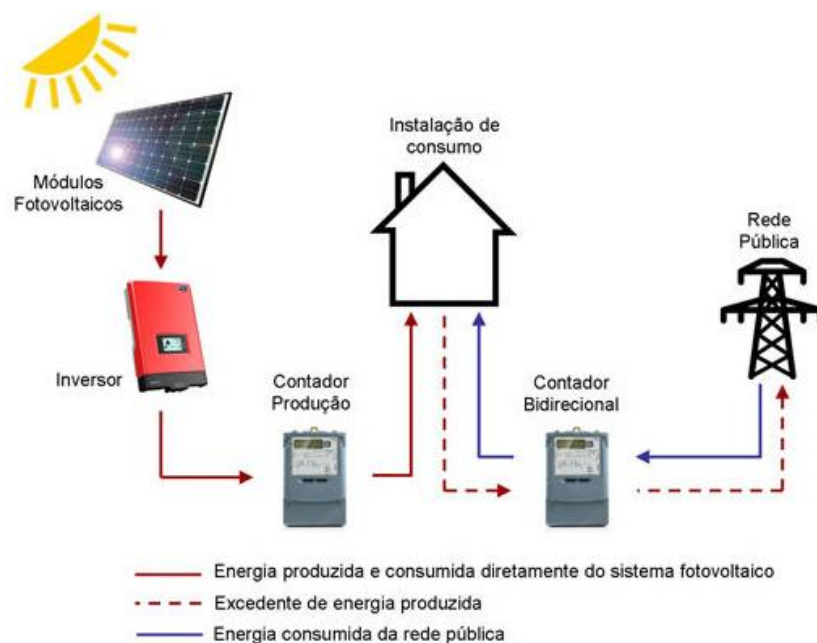 Instalação de
consumo
Módulos
Fotovoltaicos
Rede
Pública
Inversor
Contador
Produção
Contador
Bidirecional
Energia produzida e consumida diretamente do sistema fotovoltaico
Excedente de energia produzida
Energia consumida da rede pública